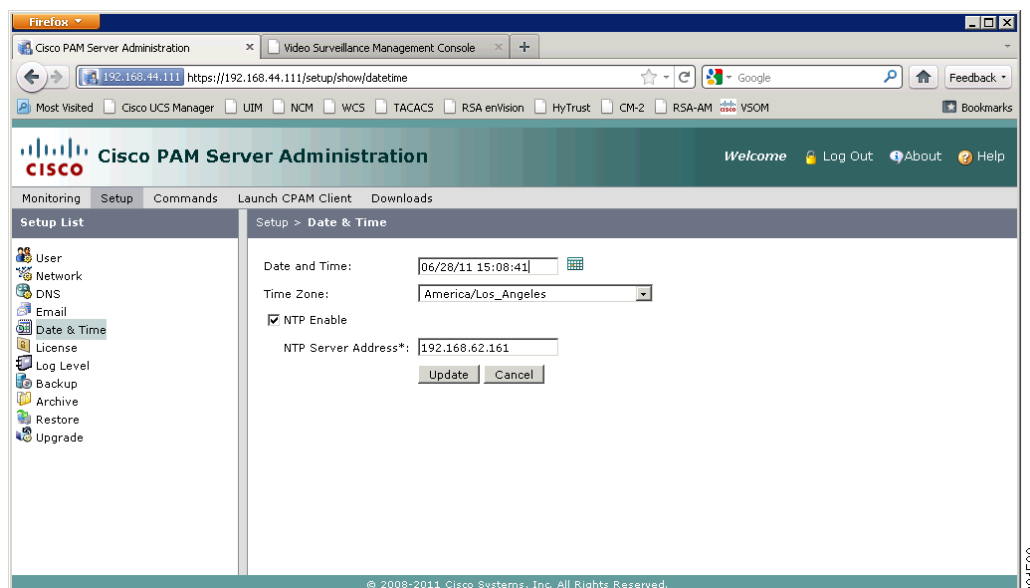 Firefox
Cisco PAM Server Administration × Video Surveillance Management Console × +
192.168.44.111 https://192.168.44.111/setup/show/datetime Google Feedback
Most Visited Cisco UCS Manager UIM NCM WCS TACACS RSA enVision HyTrust CM-2 RSA-AM VSOM Bookmarks
CISCO Cisco PAM Server Administration Welcome Log Out About Help
Monitoring Setup Commands Launch CPAM Client Downloads
Setup List Setup > Date & Time
User
Network
DNS
Email
Date & Time
License
Log Level
Backup
Archive
Restore
Upgrade
Date and Time: 06/28/11 15:08:41
Time Zone: America/Los_Angeles
NTP Enable
NTP Server Address*: 192.168.62.161
Update Cancel
© 2008-2011 Cisco Systems, Inc. All Rights Reserved.